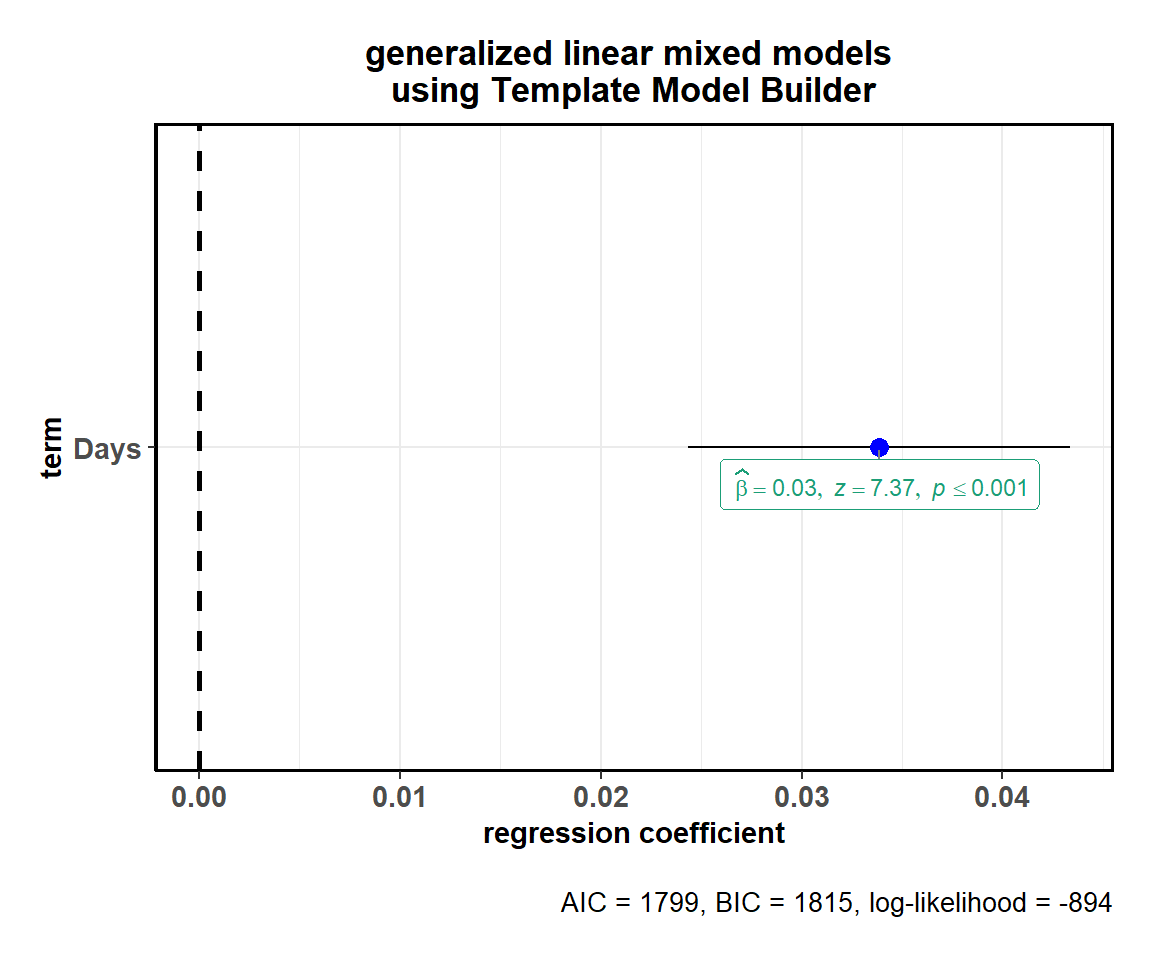 generalized linear mixed models
using Template Model Builder
term
Days
β̂ = 0.03, z = 7.37, p ≤ 0.001
0.00 0.01 0.02 0.03 0.04
regression coefficient
AIC = 1799, BIC = 1815, log-likelihood = -894